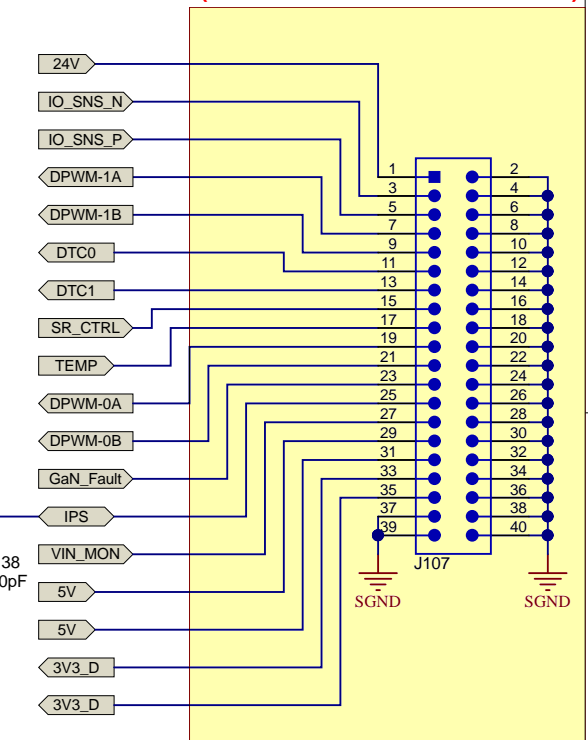 24V
IO_SNS_N
IO_SNS_P
DPWM-1A
DPWM-1B
DTC0
DTC1
SR_CTRL
TEMP
DPWM-0A
DPWM-0B
GaN_Fault
IPS
VIN_MON
5V
5V
3V3_D
3V3_D
38
0pF
1 2
3 4
5 6
7 8
9 10
11 12
13 14
15 16
17 18
19 20
21 22
23 24
25 26
27 28
29 30
31 32
33 34
35 36
37 38
39 40
J107
SGND SGND